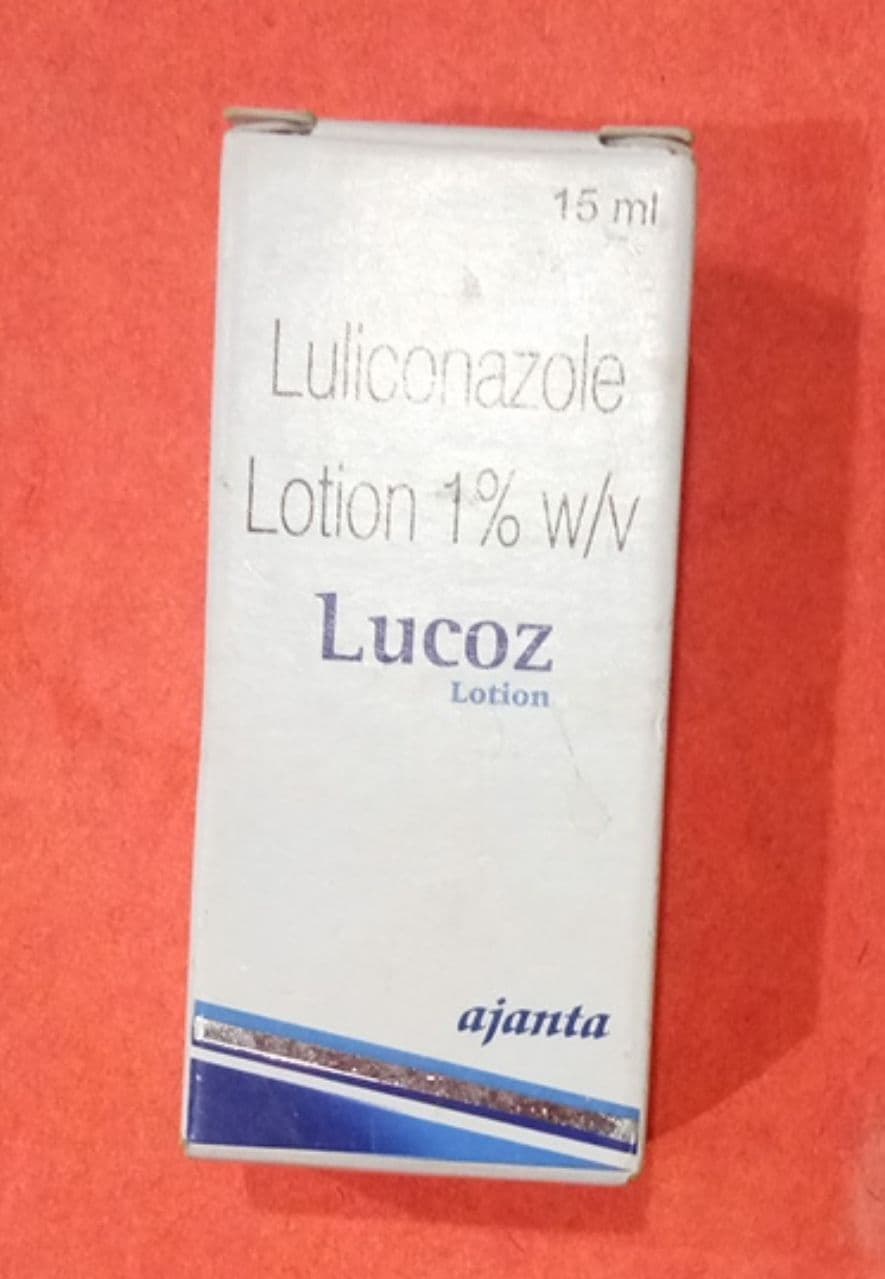 15 ml
Luliconazole
Lotion 1% w/v
Lucoz
Lotion
ajanta